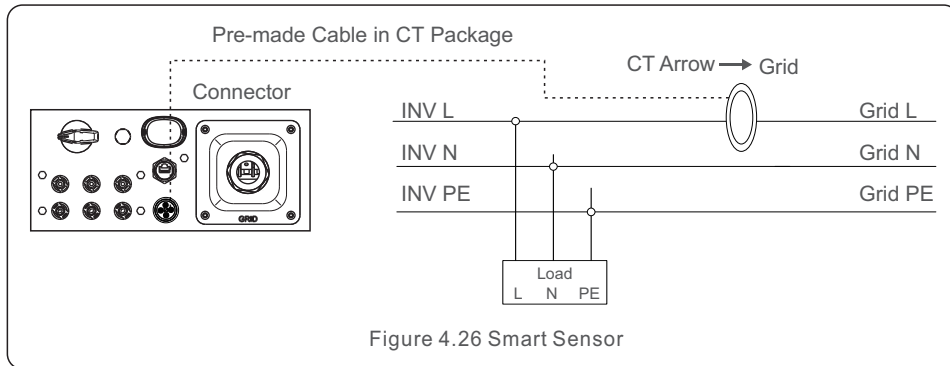 Pre-made Cable in CT Package
CT Arrow → Grid
Connector
INV L
Grid L
INV N
Grid N
INV PE
Grid PE
GRID
Load
L N PE
Figure 4.26 Smart Sensor